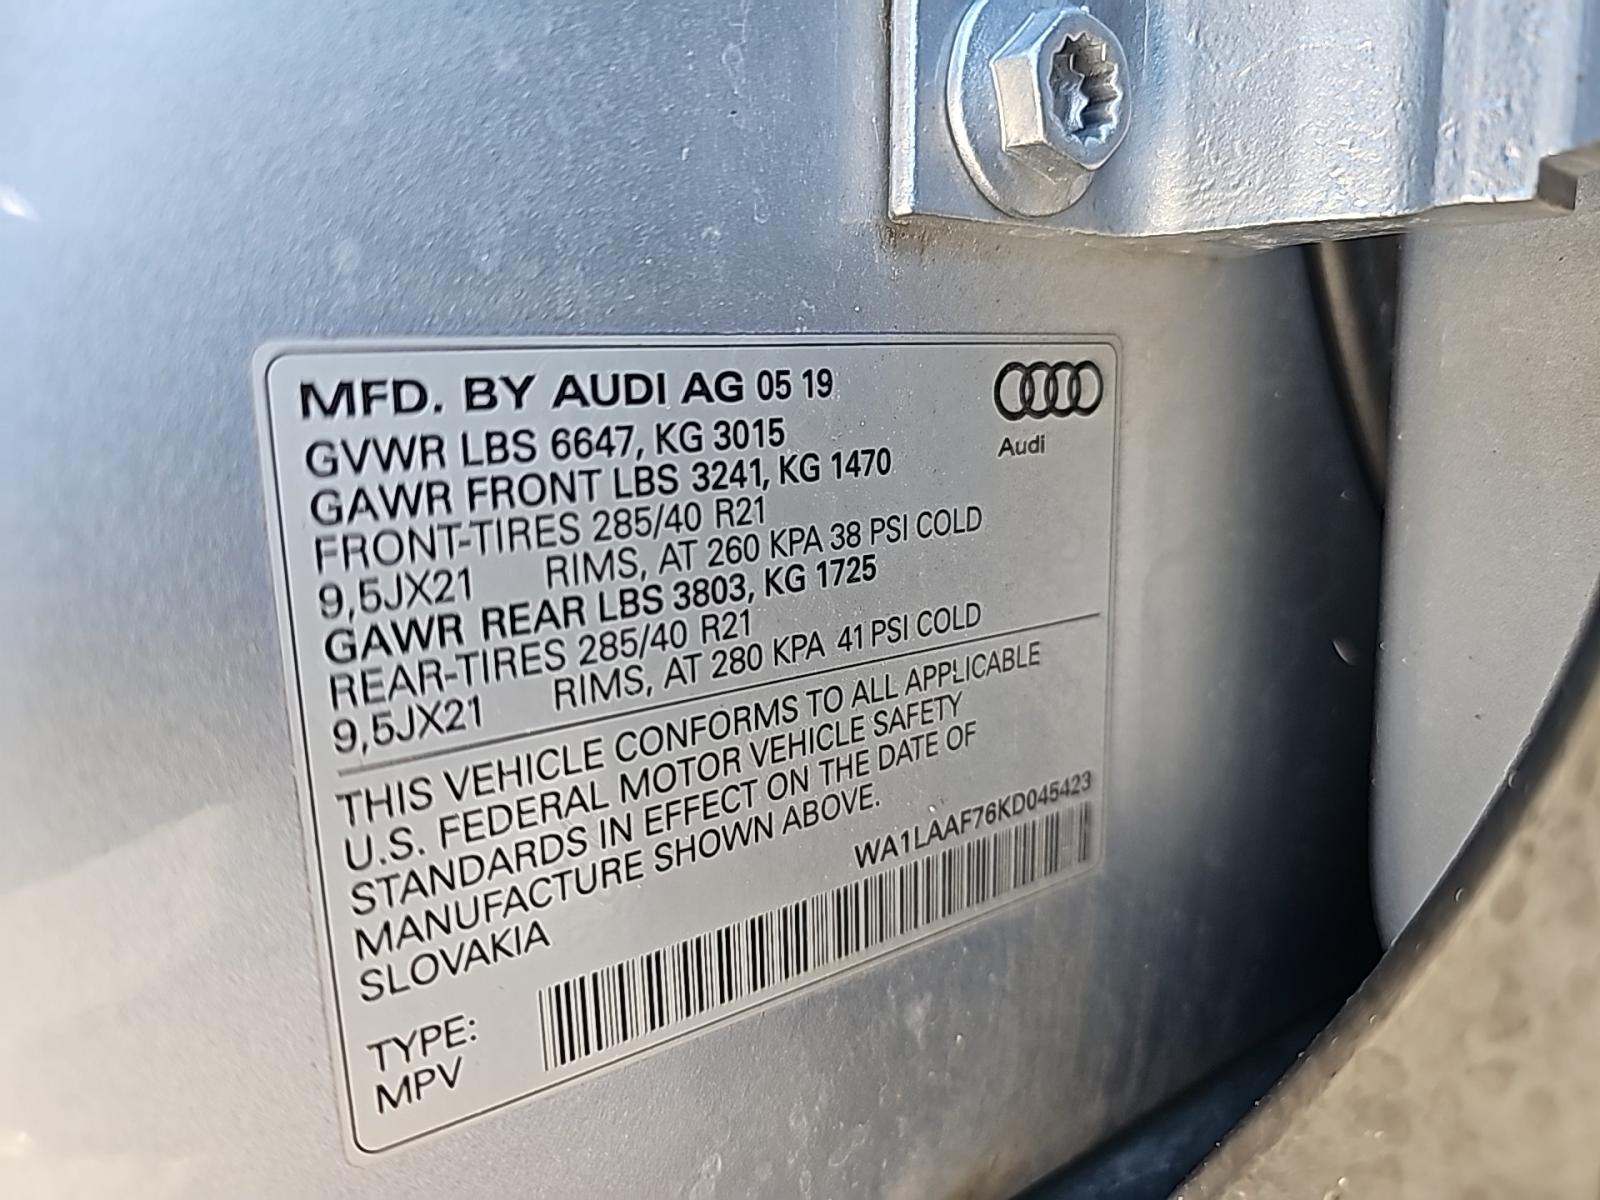 MFD. BY AUDI AG 05 19
GVWR LBS 6647, KG 3015
GAWR FRONT LBS 3241, KG 1470
FRONT-TIRES 285/40 R21
9,5JX21 RIMS, AT 260 KPA 38 PSI COLD
GAWR REAR LBS 3803, KG 1725
REAR-TIRES 285/40 R21
9,5JX21 RIMS, AT 280 KPA 41 PSI COLD
Audi
THIS VEHICLE CONFORMS TO ALL APPLICABLE
U.S. FEDERAL MOTOR VEHICLE SAFETY
STANDARDS IN EFFECT ON THE DATE OF
MANUFACTURE SHOWN ABOVE.
SLOVAKIA
WA1LAAF76KD045423
TYPE:
MPV